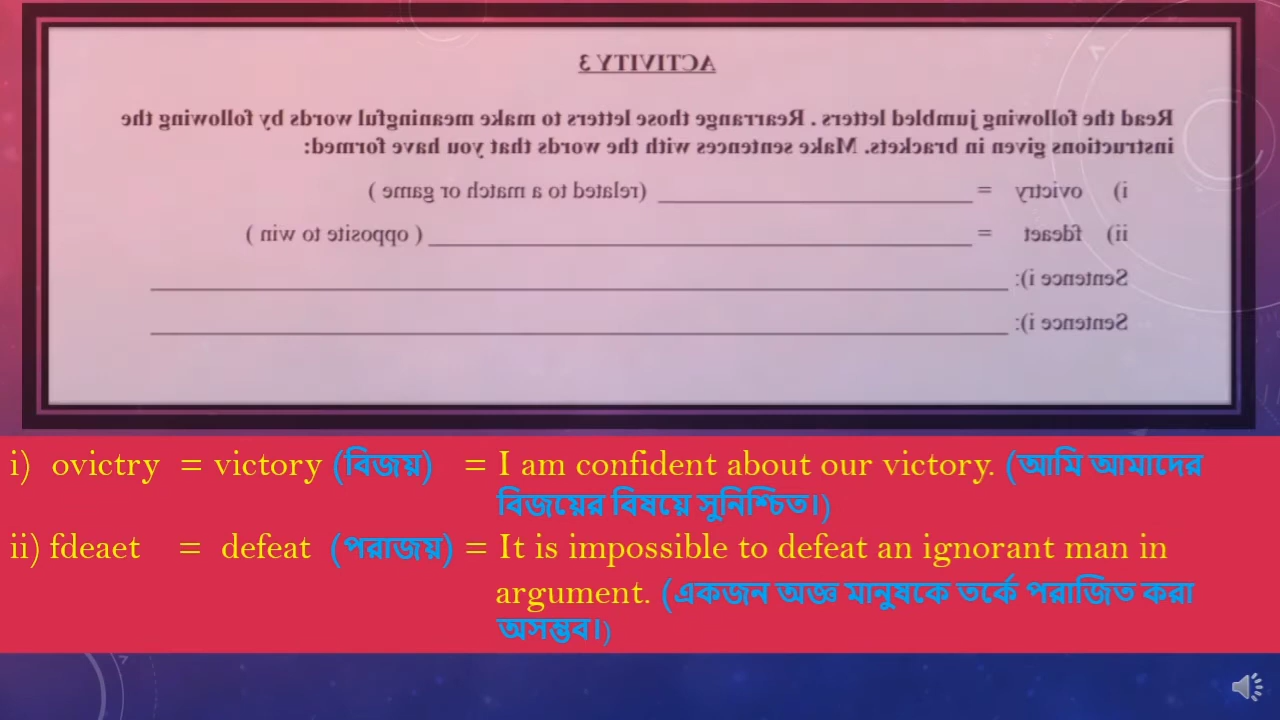 ACTIVITY 3
Read the following jumbled letters . Rearrange those letters to make meaningful words by following the
instructions given in brackets. Make sentences with the words that you have formed:
i) ovictry = ____________________ (related to a match or game )
ii) fdeaet = ____________________ ( opposite to win )
Sentence i): ____________________
Sentence i): ____________________
i) ovictry = victory (বিজয়) = I am confident about our victory. (আমি আমাদের
বিজয়ের বিষয়ে সুনিশ্চিত।)
ii) fdeaet = defeat (পরাজয়) = It is impossible to defeat an ignorant man in
argument. (একজন অজ্ঞ মানুষকে তর্কে পরাজিত করা
অসম্ভব।)